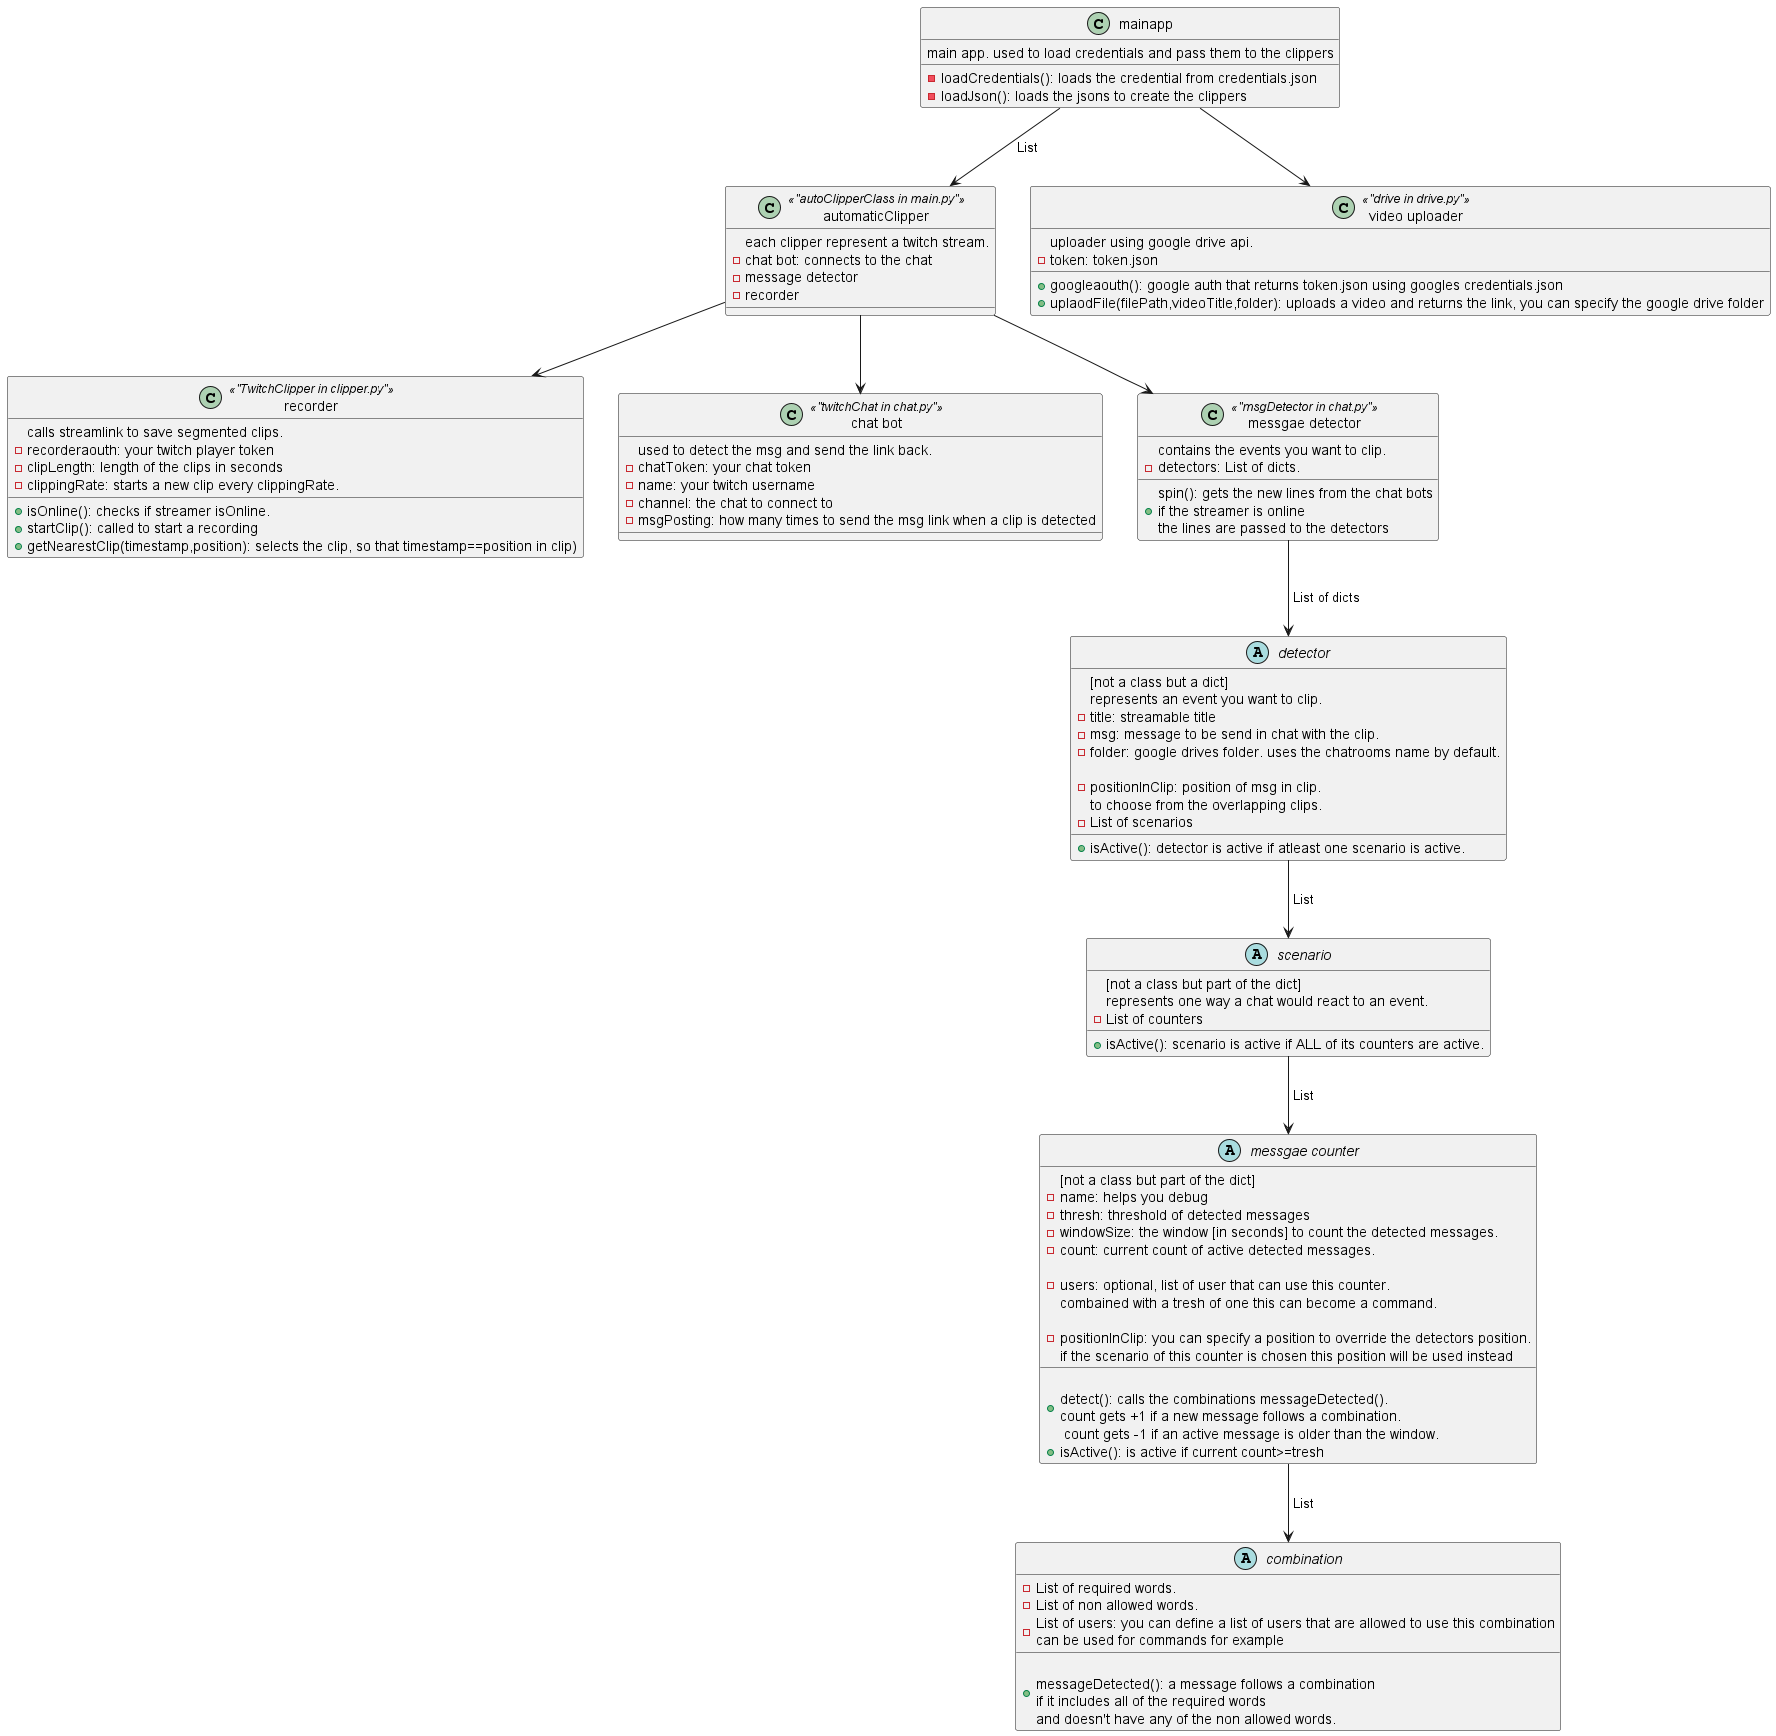 C mainapp
main app. used to load credentials and pass them to the clippers
loadCredentials(): loads the credential from credentials.json
loadJson(): loads the jsons to create the clippers
List
C «"autoClipperClass in main.py"»
automaticClipper
each clipper represent a twitch stream.
chat bot: connects to the chat
message detector
recorder
C «"drive in drive.py"»
video uploader
uploader using google drive api.
token: token.json
googleaouth(): google auth that returns token.json using googles credentials.json
uplaodFile(filePath,videoTitle,folder): uploads a video and returns the link, you can specify the google drive folder
C «"TwitchClipper in clipper.py"»
recorder
calls streamlink to save segmented clips.
recorderaouth: your twitch player token
clipLength: length of the clips in seconds
clippingRate: starts a new clip every clippingRate.
isOnline(): checks if streamer isOnline.
startClip(): called to start a recording
getNearestClip(timestamp,position): selects the clip, so that timestamp==position in clip)
C «"twitchChat in chat.py"»
chat bot
used to detect the msg and send the link back.
chatToken: your chat token
name: your twitch username
channel: the chat to connect to
msgPosting: how many times to send the msg link when a clip is detected
C «"msgDetector in chat.py"»
messgae detector
contains the events you want to clip.
detectors: List of dicts.
spin(): gets the new lines from the chat bots
if the streamer is online
the lines are passed to the detectors
List of dicts
A detector
[not a class but a dict]
represents an event you want to clip.
title: streamable title
msg: message to be send in chat with the clip.
folder: google drives folder. uses the chatrooms name by default.
positionInClip: position of msg in clip.
to choose from the overlapping clips.
List of scenarios
isActive(): detector is active if atleast one scenario is active.
List
A scenario
[not a class but part of the dict]
represents one way a chat would react to an event.
List of counters
isActive(): scenario is active if ALL of its counters are active.
List
A messgae counter
[not a class but part of the dict]
name: helps you debug
thresh: threshold of detected messages
windowSize: the window [in seconds] to count the detected messages.
count: current count of active detected messages.
users: optional, list of user that can use this counter.
combained with a tresh of one this can become a command.
positionInClip: you can specify a position to override the detectors position.
if the scenario of this counter is chosen this position will be used instead
detect(): calls the combinations messageDetected().
count gets +1 if a new message follows a combination.
count gets -1 if an active message is older than the window.
isActive(): is active if current count>=tresh
List
A combination
List of required words.
List of non allowed words.
List of users: you can define a list of users that are allowed to use this combination
can be used for commands for example
messageDetected(): a message follows a combination
if it includes all of the required words
and doesn't have any of the non allowed words.